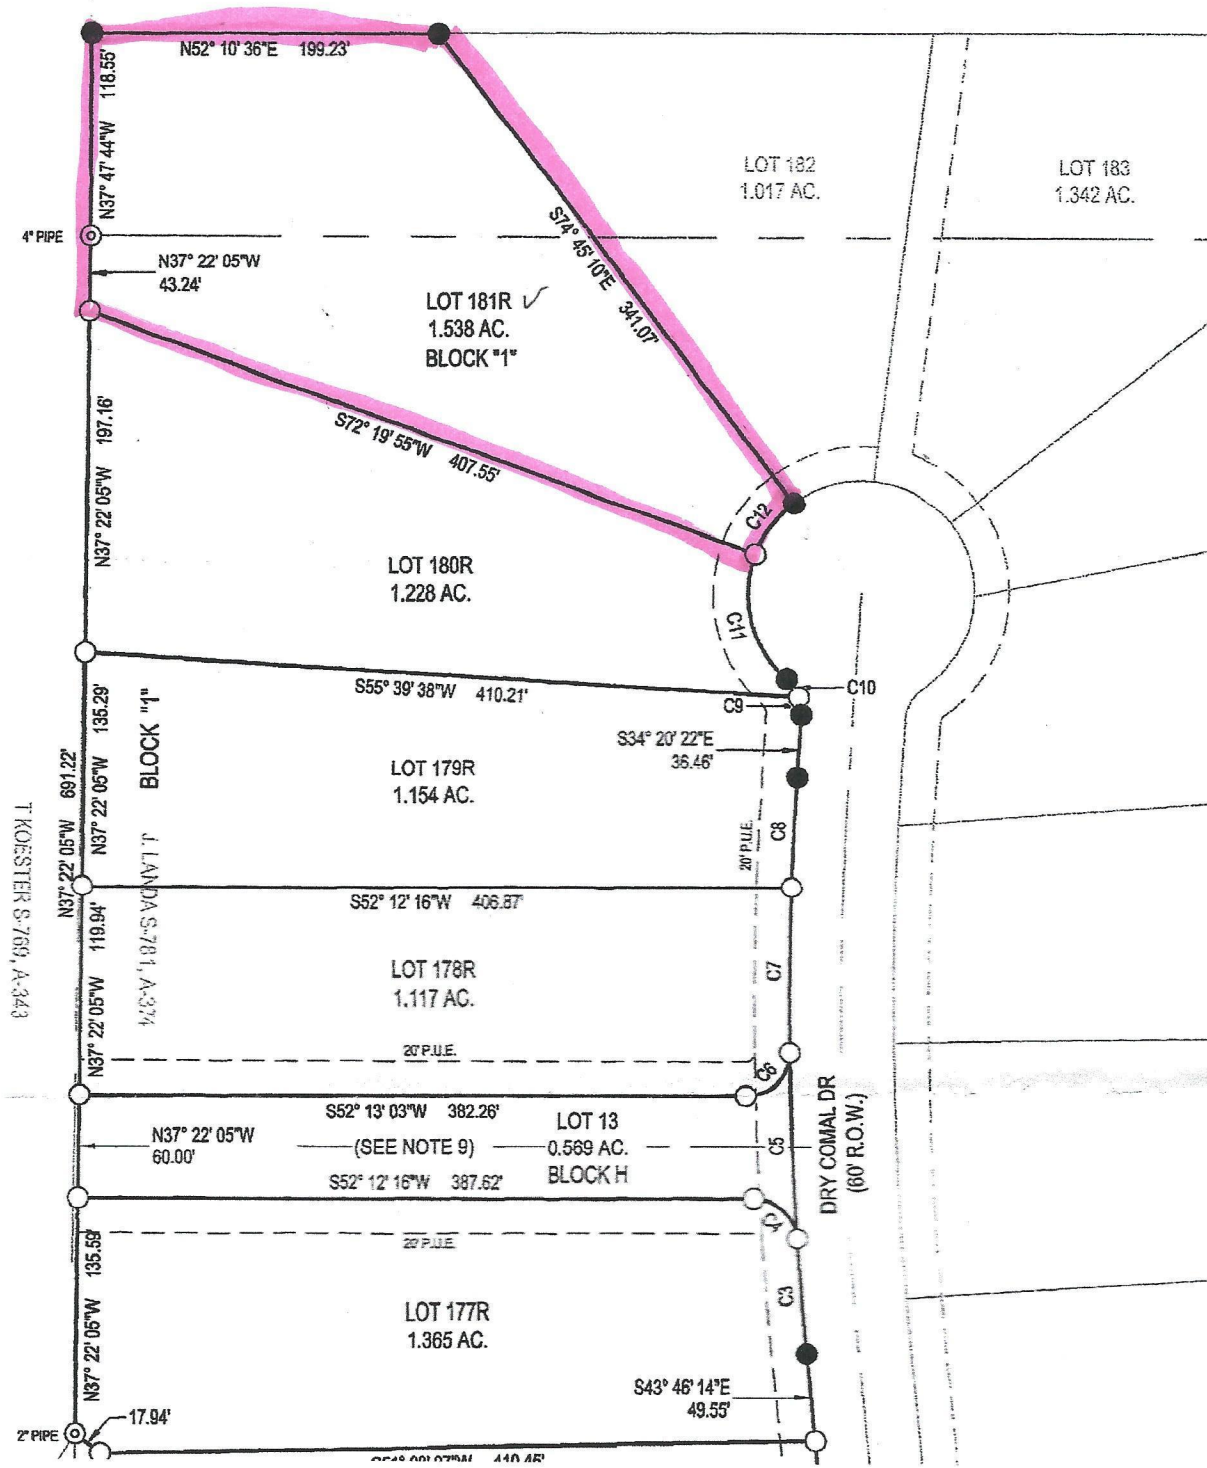 N52° 10' 36"E 199.23'
118.55'
N37° 47' 44"W
4" PIPE
N37° 22' 05"W
43.24'
LOT 182
1.017 AC.
LOT 183
1.342 AC.
S74° 45' 10"E 341.07'
LOT 181R
1.538 AC.
BLOCK "1"
S72° 19' 55"W 407.55'
N37° 22' 05"W 197.16'
C12
LOT 180R
1.228 AC.
C11
S55° 39' 38"W 410.21'
C10
C9
S34° 20' 22"E
36.46'
N37° 22' 05"W 135.29'
BLOCK "1"
N37° 22' 05"W 691.22'
LOT 179R
1.154 AC.
C8
20' P.U.E.
T KOESTER S-769, A-343
J. LANDA S-781, A-374
S52° 12' 16"W 406.87'
N37° 22' 05"W 119.94'
LOT 178R
1.117 AC.
C7
20' P.U.E.
C6
S52° 13' 03"W 382.26'
LOT 13
0.569 AC.
BLOCK H
N37° 22' 05"W
60.00'
(SEE NOTE 9)
C5
DRY COMAL DR
(60' R.O.W.)
S52° 12' 16"W 387.62'
C4
20' P.U.E.
N37° 22' 05"W 135.59'
C3
LOT 177R
1.365 AC.
S43° 46' 14"E
49.55'
17.94'
2" PIPE
410.45'